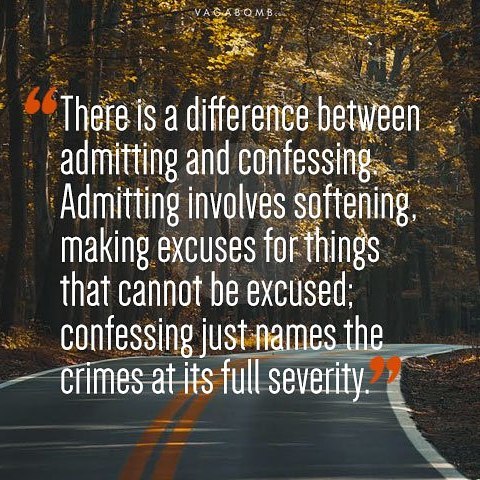 VAGABOMB
“There is a difference between
admitting and confessing.
Admitting involves softening,
making excuses for things
that cannot be excused;
confessing just names the
crimes at its full severity.”